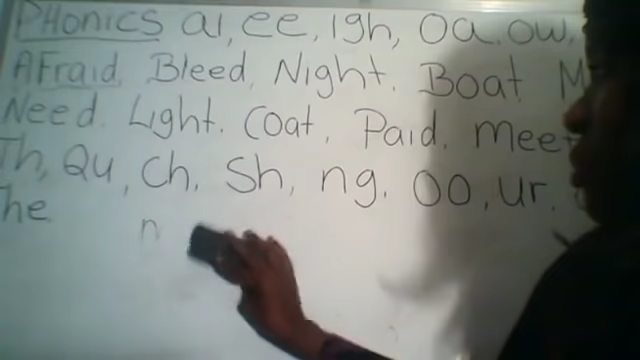 PHonics ai, ee, igh, Oa, ow,
AFraid, Bleed, Night, Boat M
Need. Light. Coat, Paid, meet
Th, Qu, Ch, Sh, ng, OO, ur,
he
n